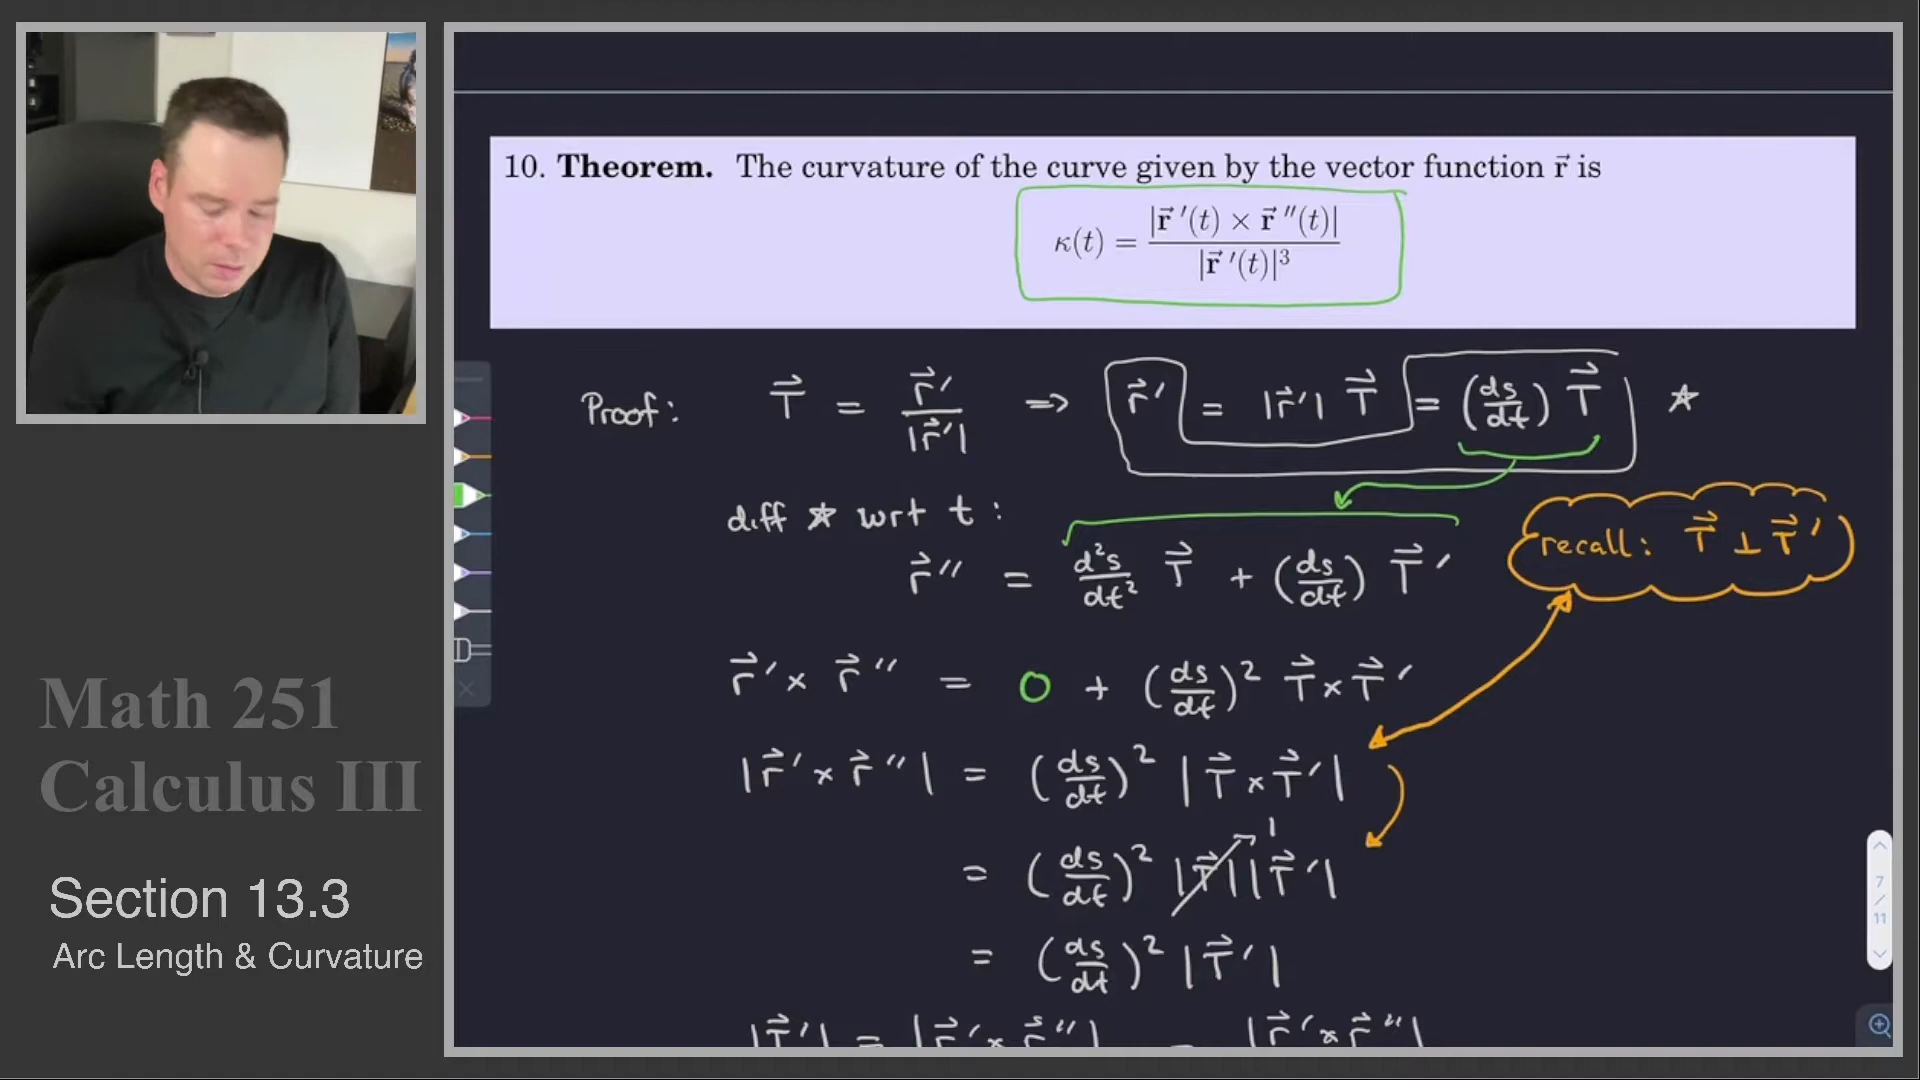 10. Theorem. The curvature of the curve given by the vector function r⃗ is
κ(t) = |r⃗ ′(t) × r⃗ ″(t)| / |r⃗ ′(t)|³
Proof: T⃗ = r⃗′ / |r⃗′| ⇒ r⃗′ = |r⃗′| T⃗ = (ds/dt) T⃗ ☆
diff ☆ wrt t :
r⃗″ = d²s/dt² T⃗ + (ds/dt) T⃗′
recall: T⃗ ⊥ T⃗′
r⃗′ × r⃗″ = 0 + (ds/dt)² T⃗ × T⃗′
|r⃗′ × r⃗″| = (ds/dt)² |T⃗ × T⃗′|
= (ds/dt)² |T⃗| 1 |T⃗′|
= (ds/dt)² |T⃗′|
|T⃗′| = |r⃗′ × r⃗″| = |r⃗′ × r⃗″|
Math 251
Calculus III
Section 13.3
Arc Length & Curvature
7
/
11